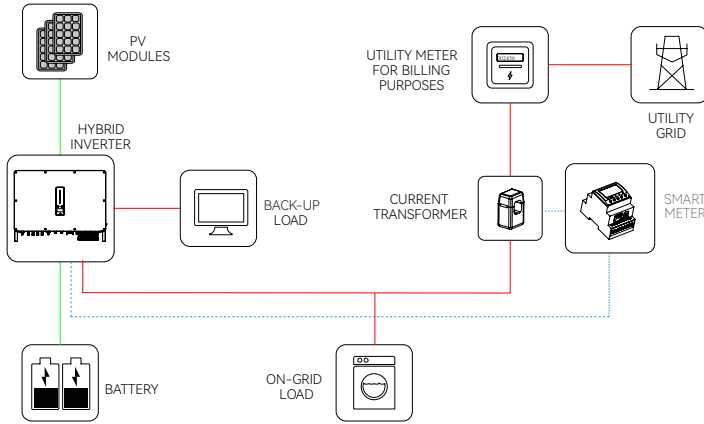 PV
MODULES
UTILITY METER
FOR BILLING
PURPOSES
UTILITY
GRID
HYBRID
INVERTER
BACK-UP
LOAD
CURRENT
TRANSFORMER
SMART
METER
BATTERY
ON-GRID
LOAD